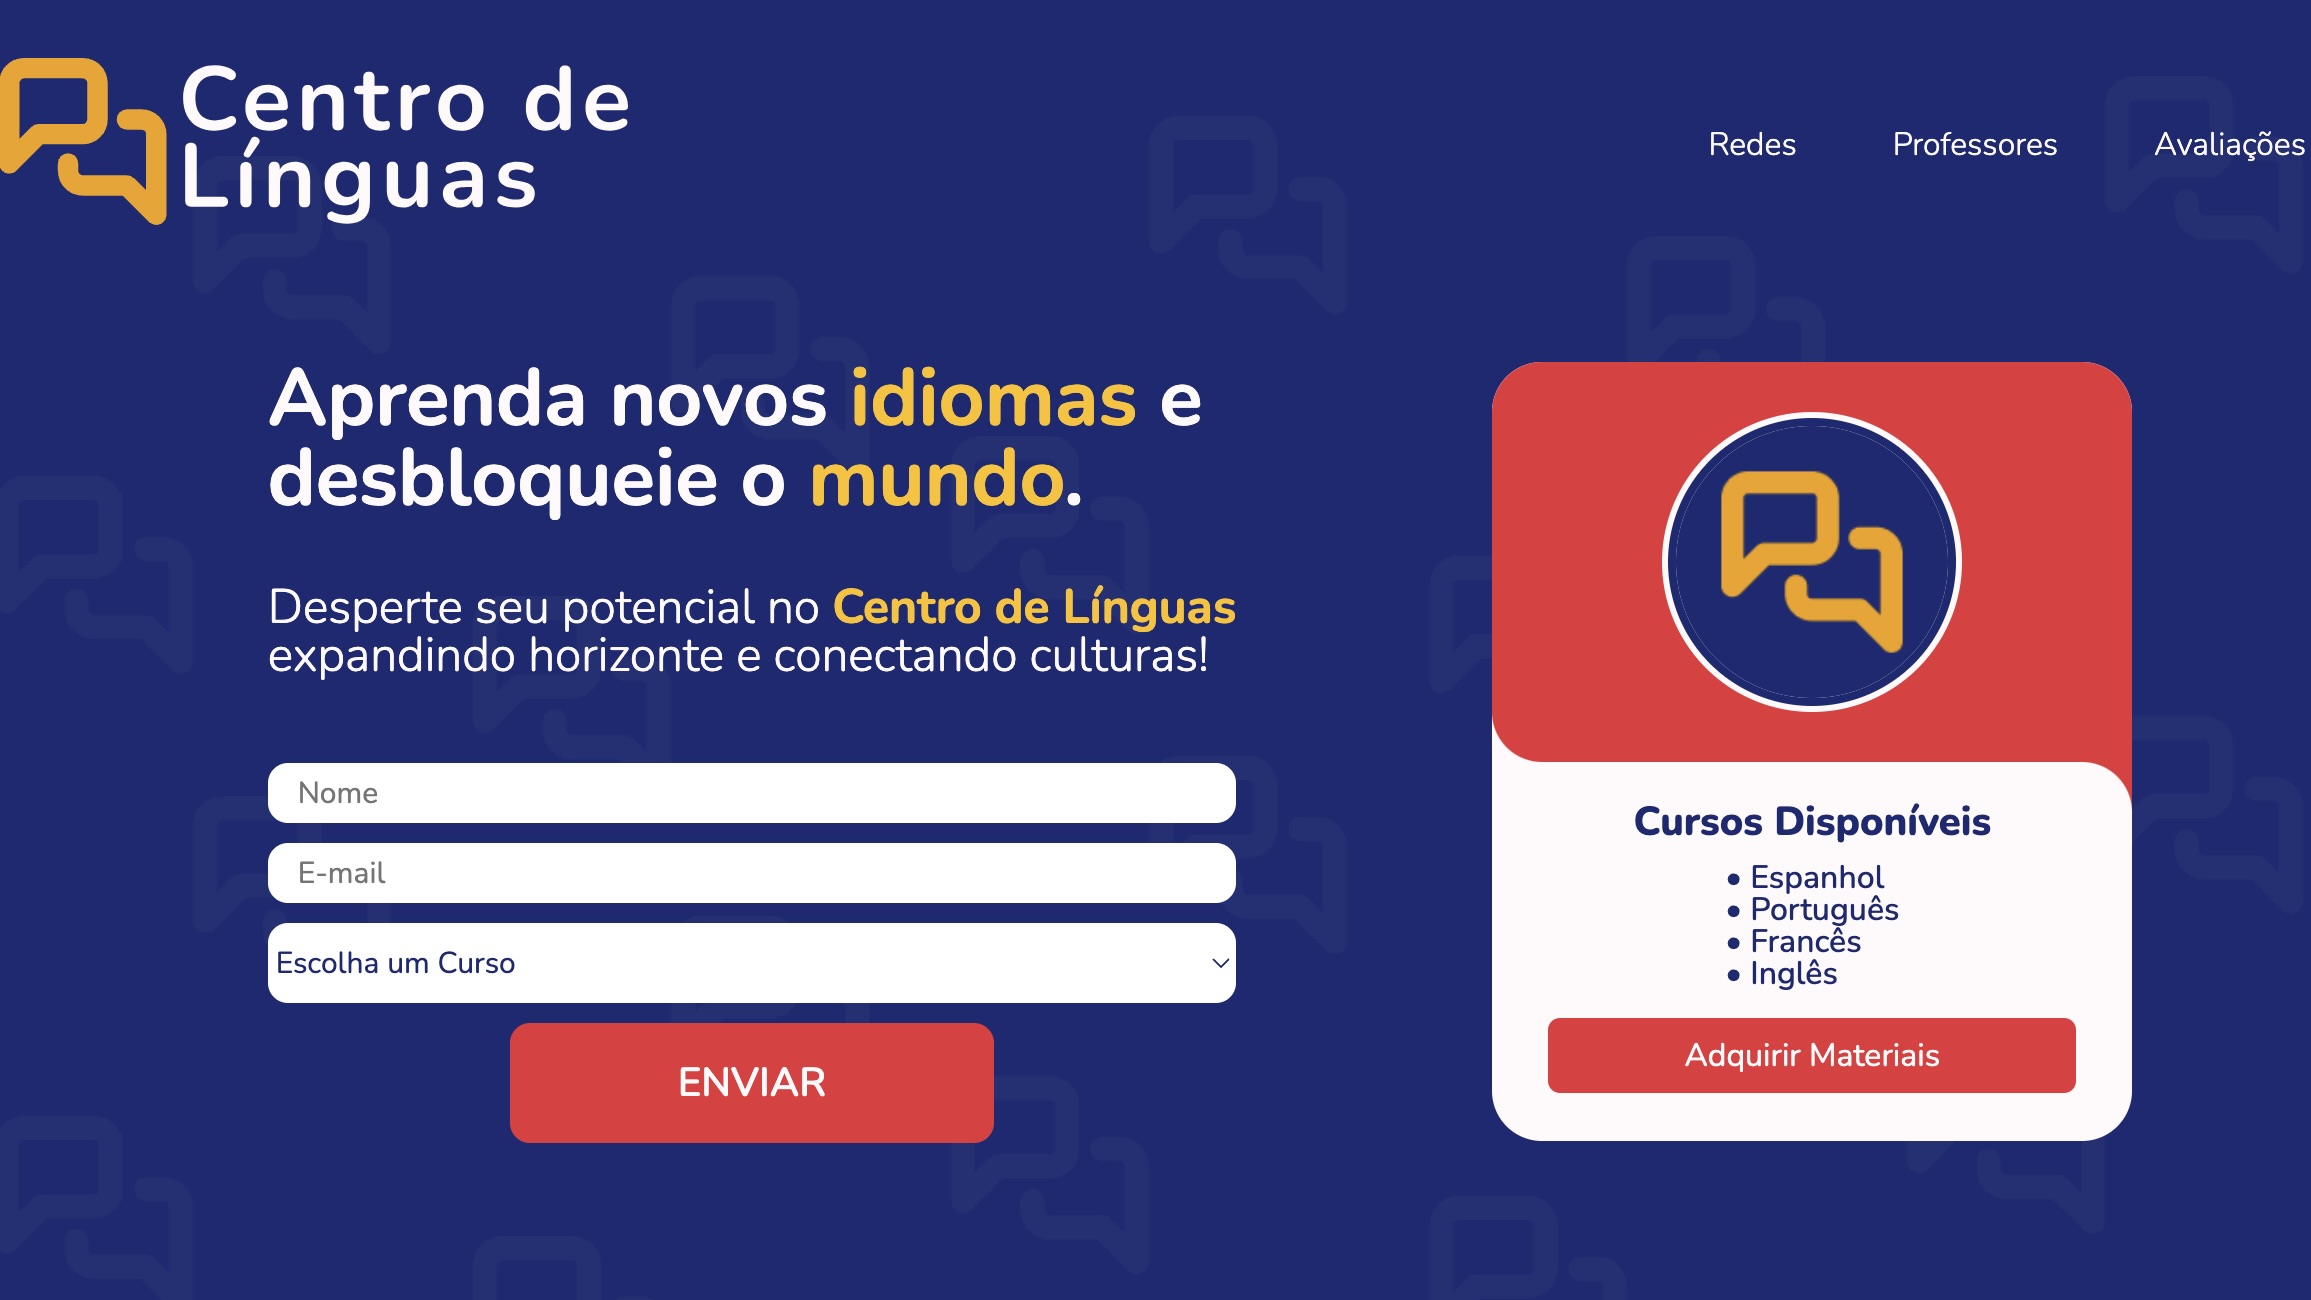 Centro de
Línguas
Redes
Professores
Avaliações
Aprenda novos idiomas e
desbloqueie o mundo.
Desperte seu potencial no Centro de Línguas
expandindo horizonte e conectando culturas!
Nome
E-mail
Escolha um Curso
ENVIAR
Cursos Disponíveis
• Espanhol
• Português
• Francês
• Inglês
Adquirir Materiais